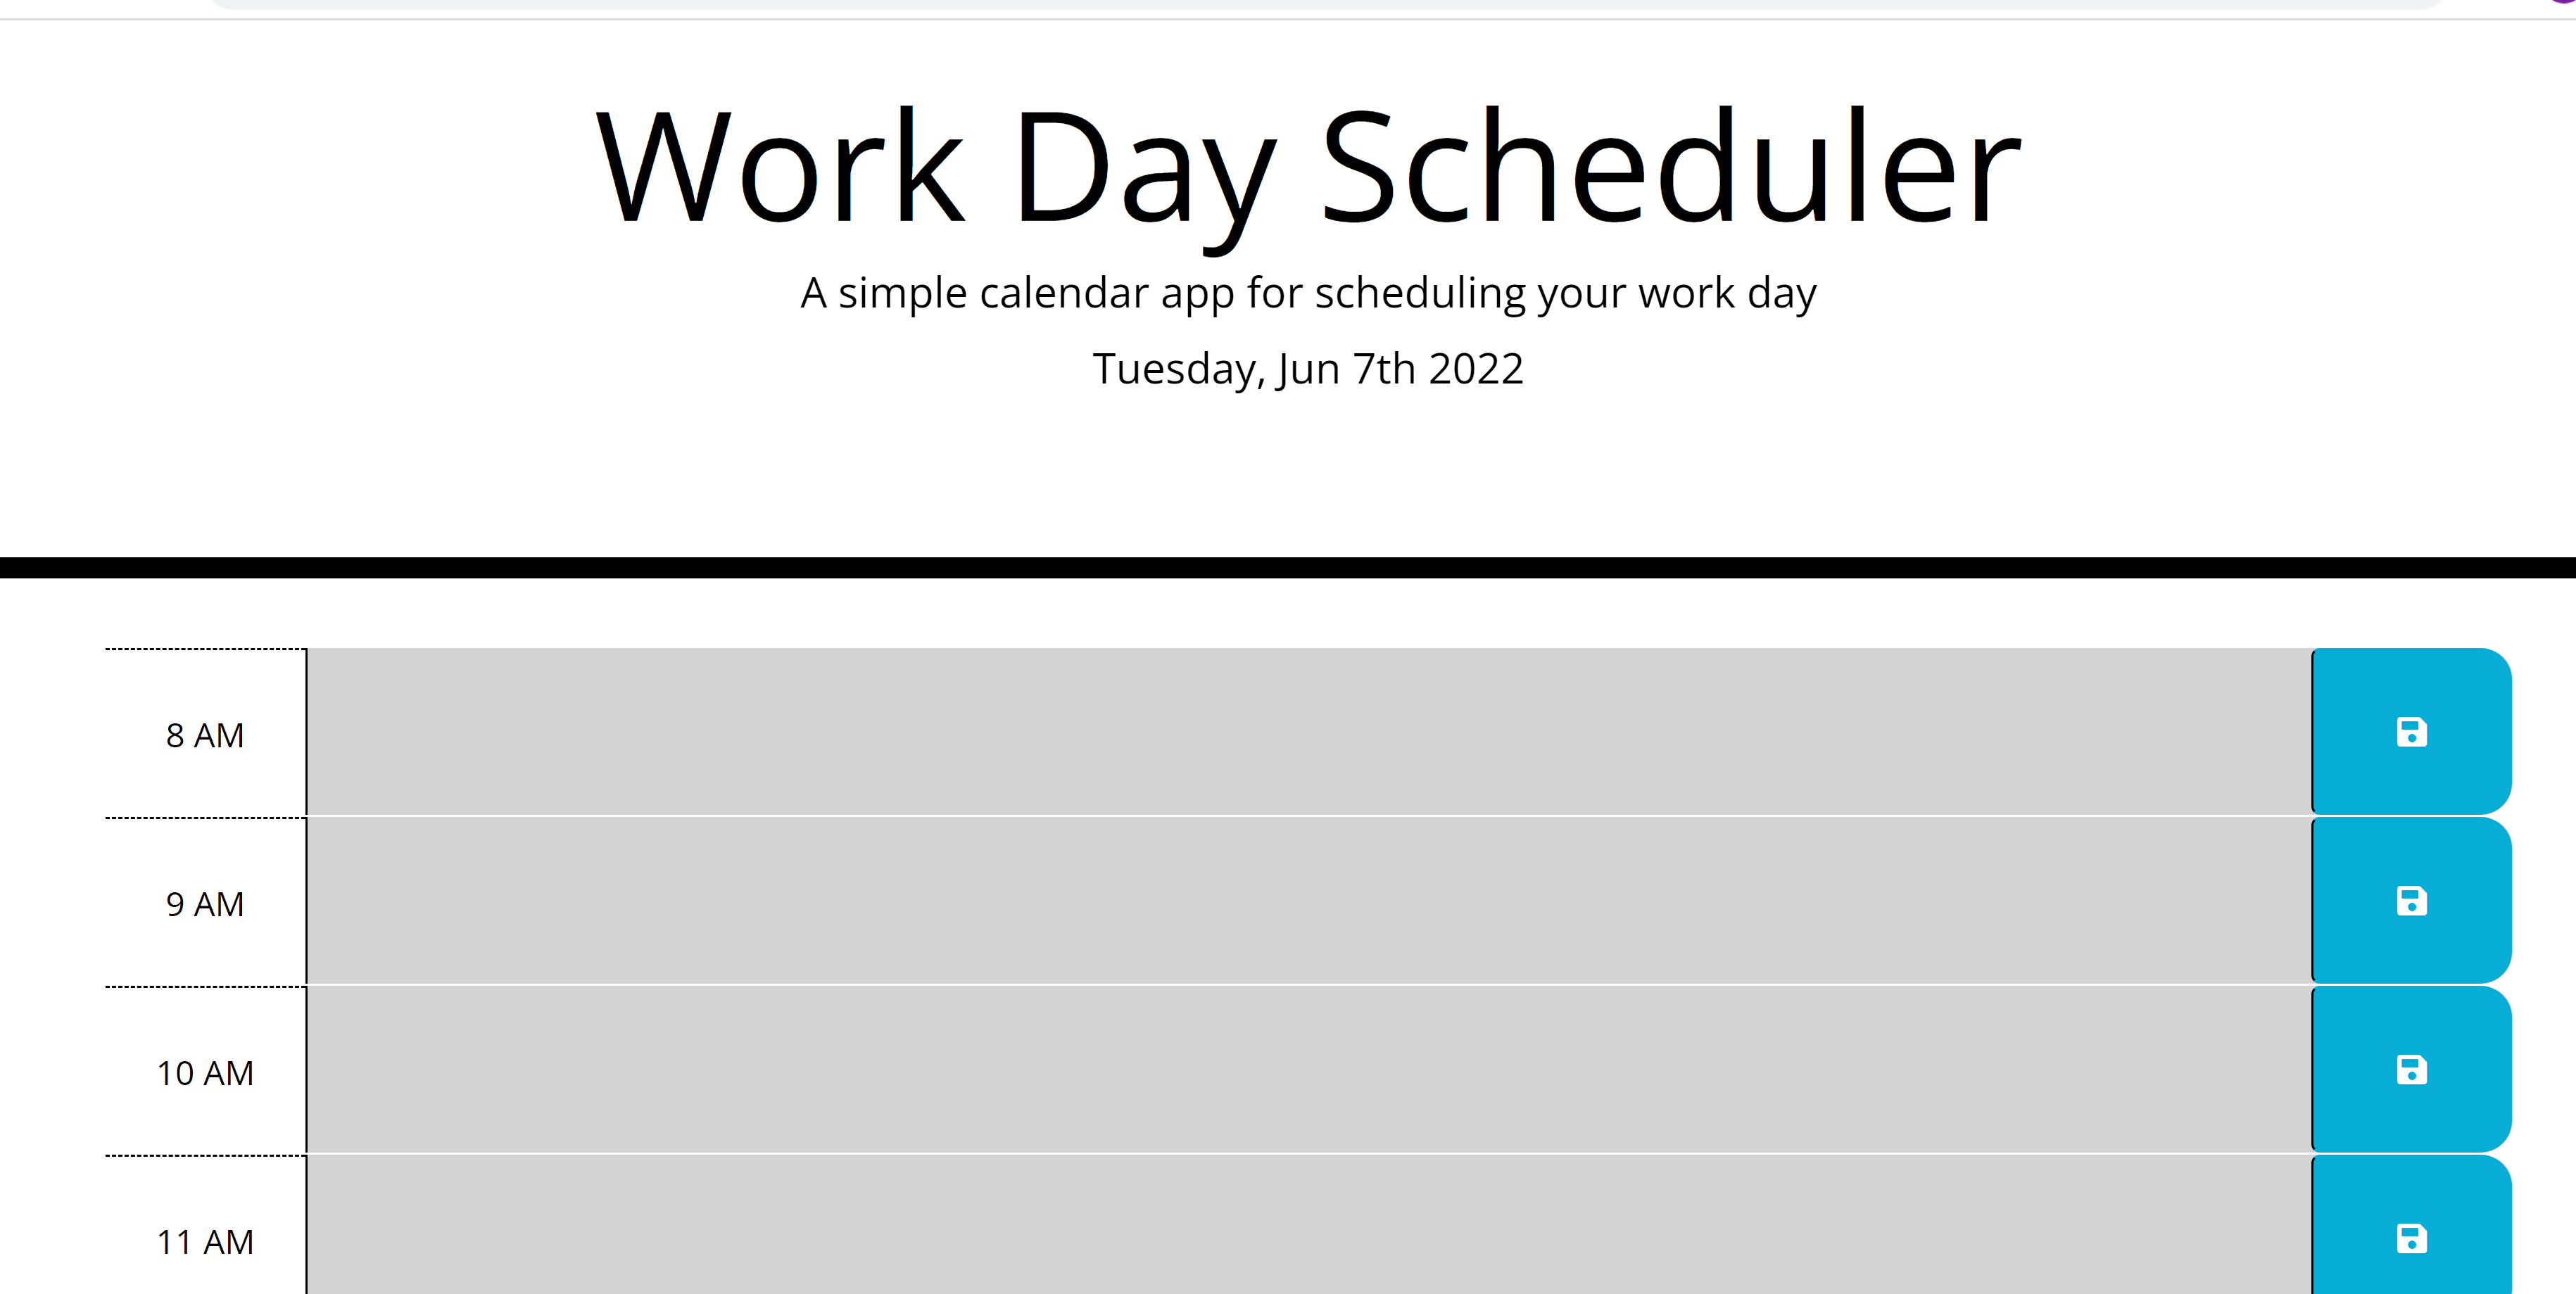 Work Day Scheduler
A simple calendar app for scheduling your work day
Tuesday, Jun 7th 2022
8 AM
9 AM
10 AM
11 AM